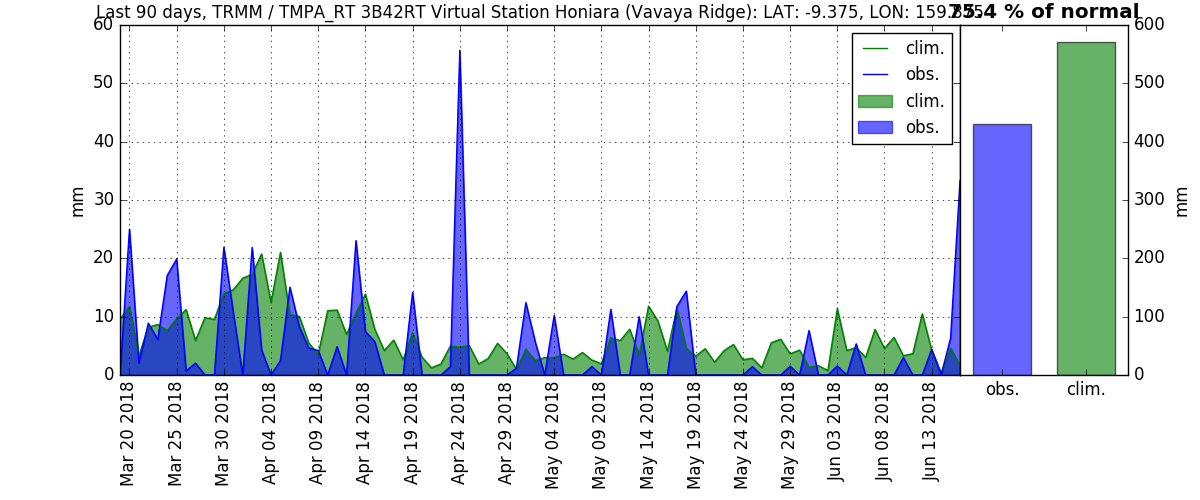 Last 90 days, TRMM / TMPA_RT 3B42RT Virtual Station Honiara (Vavaya Ridge): LAT: -9.375, LON:
75.4 % of normal
60
50
40
30
20
10
0
mm
clim.
obs.
clim.
obs.
600
500
400
300
200
100
0
mm
Mar 20 2018
Mar 25 2018
Mar 30 2018
Apr 04 2018
Apr 09 2018
Apr 14 2018
Apr 19 2018
Apr 24 2018
Apr 29 2018
May 04 2018
May 09 2018
May 14 2018
May 19 2018
May 24 2018
May 29 2018
Jun 03 2018
Jun 08 2018
Jun 13 2018
obs.
clim.